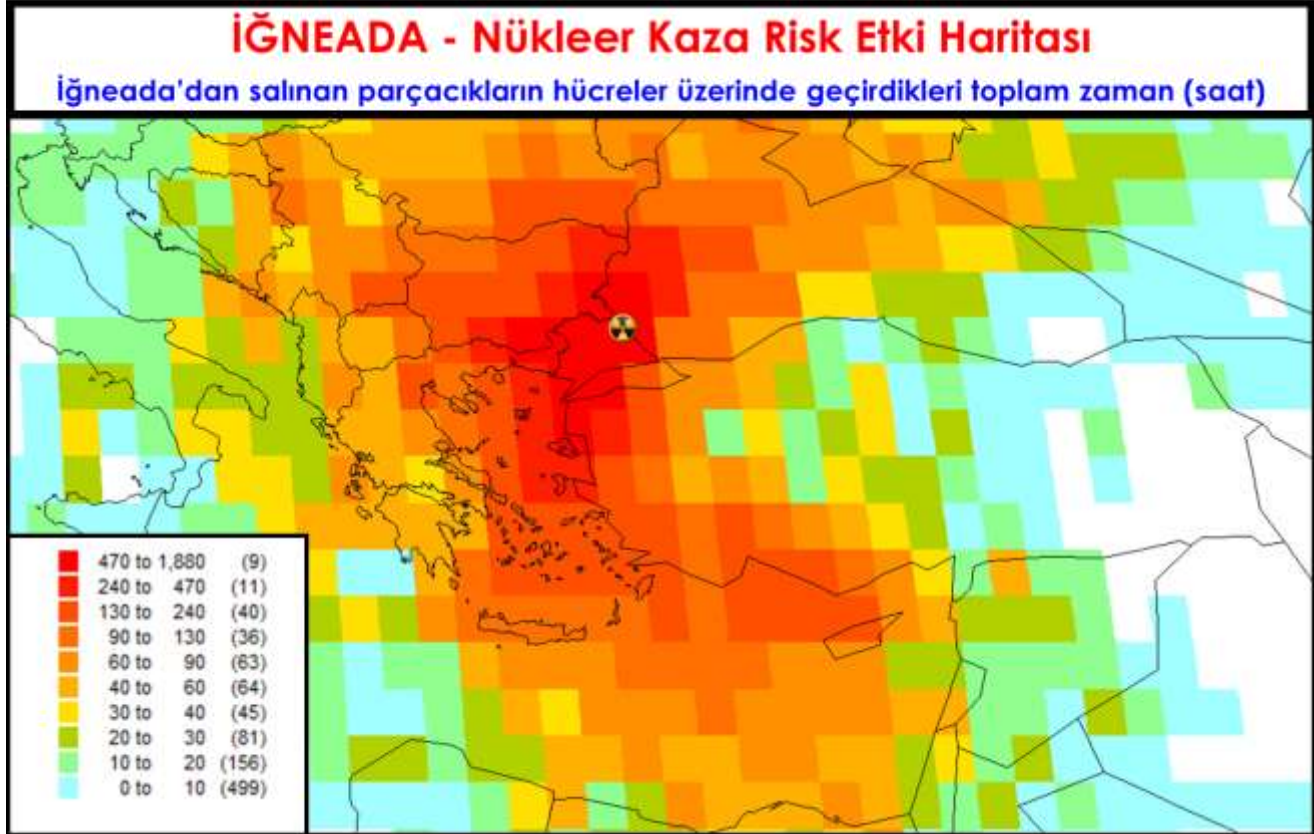 İĞNEADA - Nükleer Kaza Risk Etki Haritası
İğneada'dan salınan parçacıkların hücreler üzerinde geçirdikleri toplam zaman (saat)
470 to 1,880 (9)
240 to 470 (11)
130 to 240 (40)
90 to 130 (36)
60 to 90 (63)
40 to 60 (64)
30 to 40 (45)
20 to 30 (81)
10 to 20 (156)
0 to 10 (499)